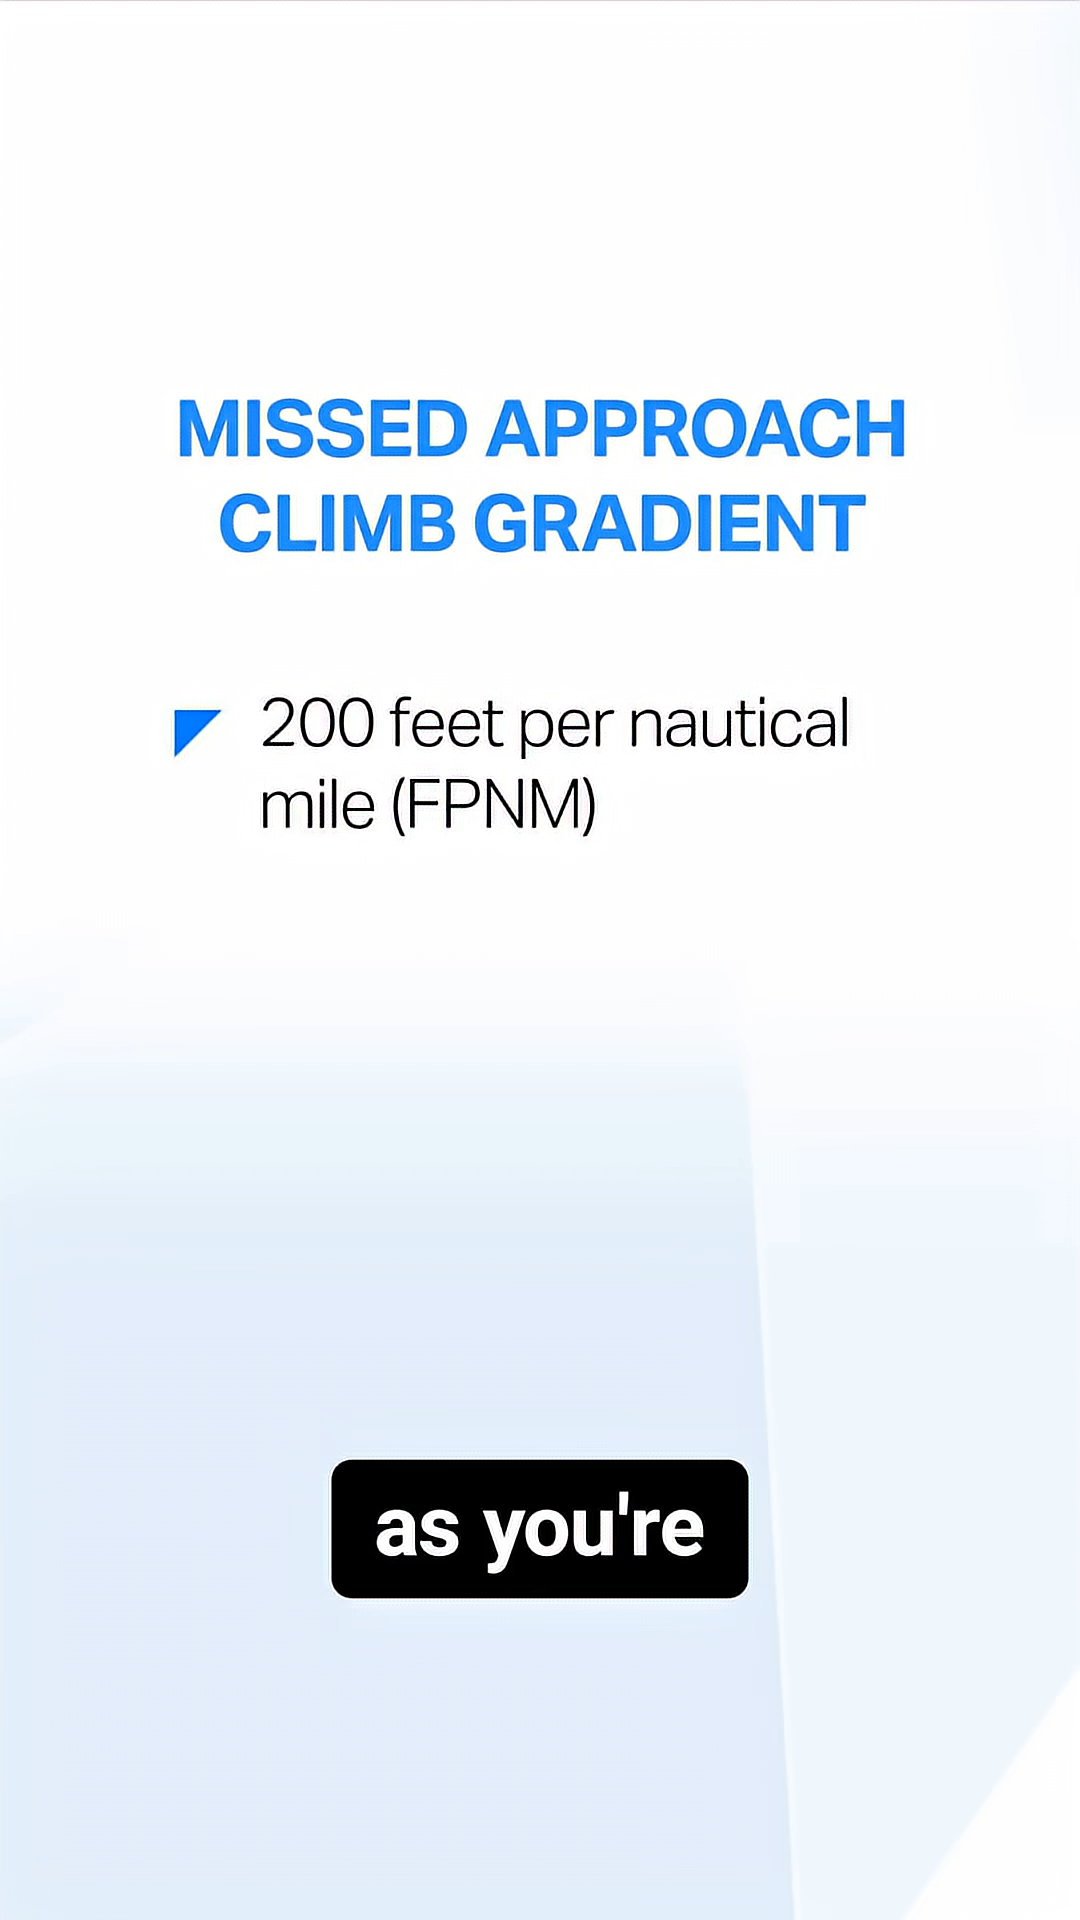 MISSED APPROACH
CLIMB GRADIENT
200 feet per nautical
mile (FPNM)
as you're